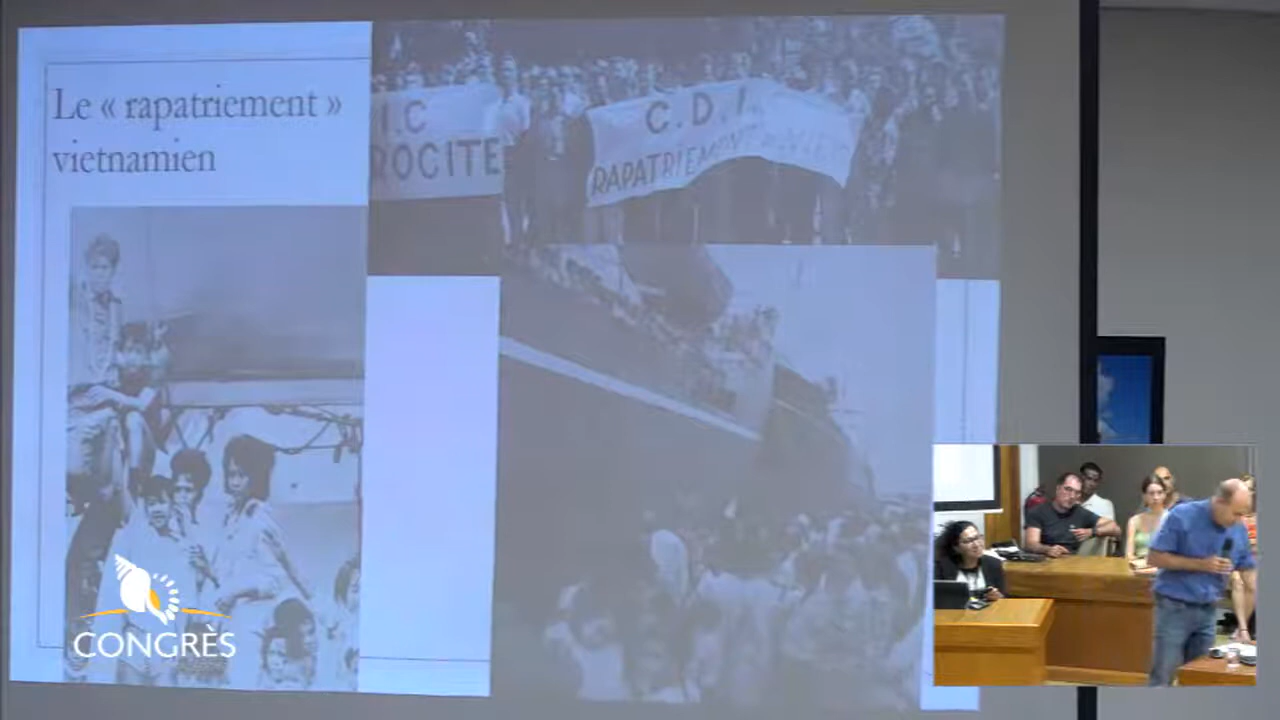 Le « rapatriement »
vietnamien
I.C
ROCITE
C.D.I.
RAPATRIEMENT
CONGRÈS